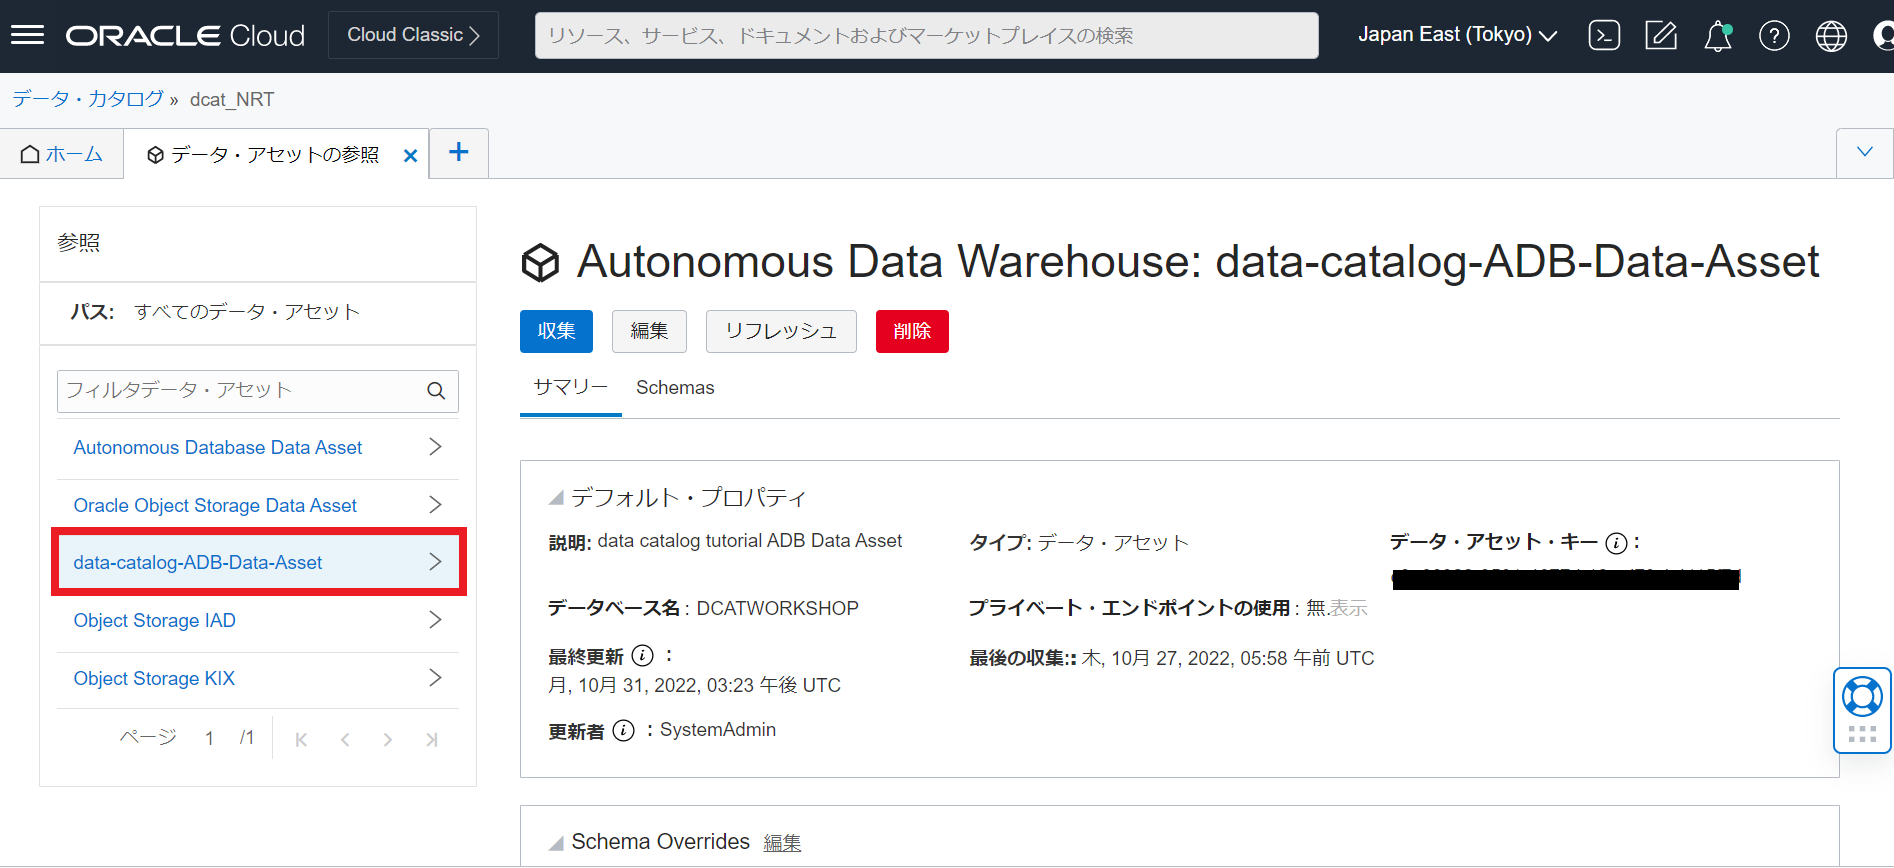 ORACLE Cloud
Cloud Classic
リソース、サービス、ドキュメントおよびマーケットプレイスの検索
Japan East (Tokyo)
データ・カタログ » dcat_NRT
ホーム
データ・アセットの参照
参照
パス: すべてのデータ・アセット
フィルタデータ・アセット
Autonomous Database Data Asset
Oracle Object Storage Data Asset
data-catalog-ADB-Data-Asset
Object Storage IAD
Object Storage KIX
ページ 1 /1
Autonomous Data Warehouse: data-catalog-ADB-Data-Asset
収集 編集 リフレッシュ 削除
サマリー Schemas
デフォルト・プロパティ
説明: data catalog tutorial ADB Data Asset
タイプ: データ・アセット
データ・アセット・キー :
データベース名 : DCATWORKSHOP
プライベート・エンドポイントの使用 : 無.表示
最終更新 :
月, 10月 31, 2022, 03:23 午後 UTC
最後の収集:: 木, 10月 27, 2022, 05:58 午前 UTC
更新者 : SystemAdmin
Schema Overrides 編集